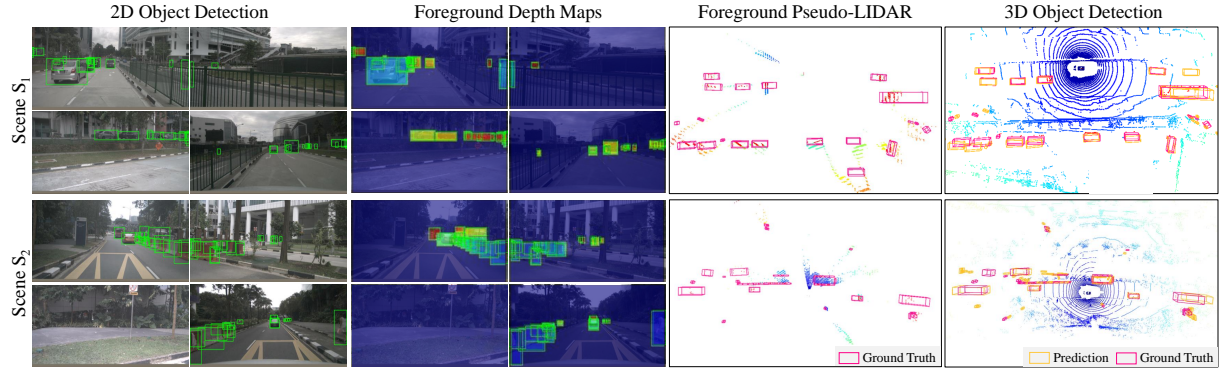 2D Object Detection
Foreground Depth Maps
Foreground Pseudo-LIDAR
3D Object Detection
Scene S1
Scene S2
Ground Truth
Prediction
Ground Truth